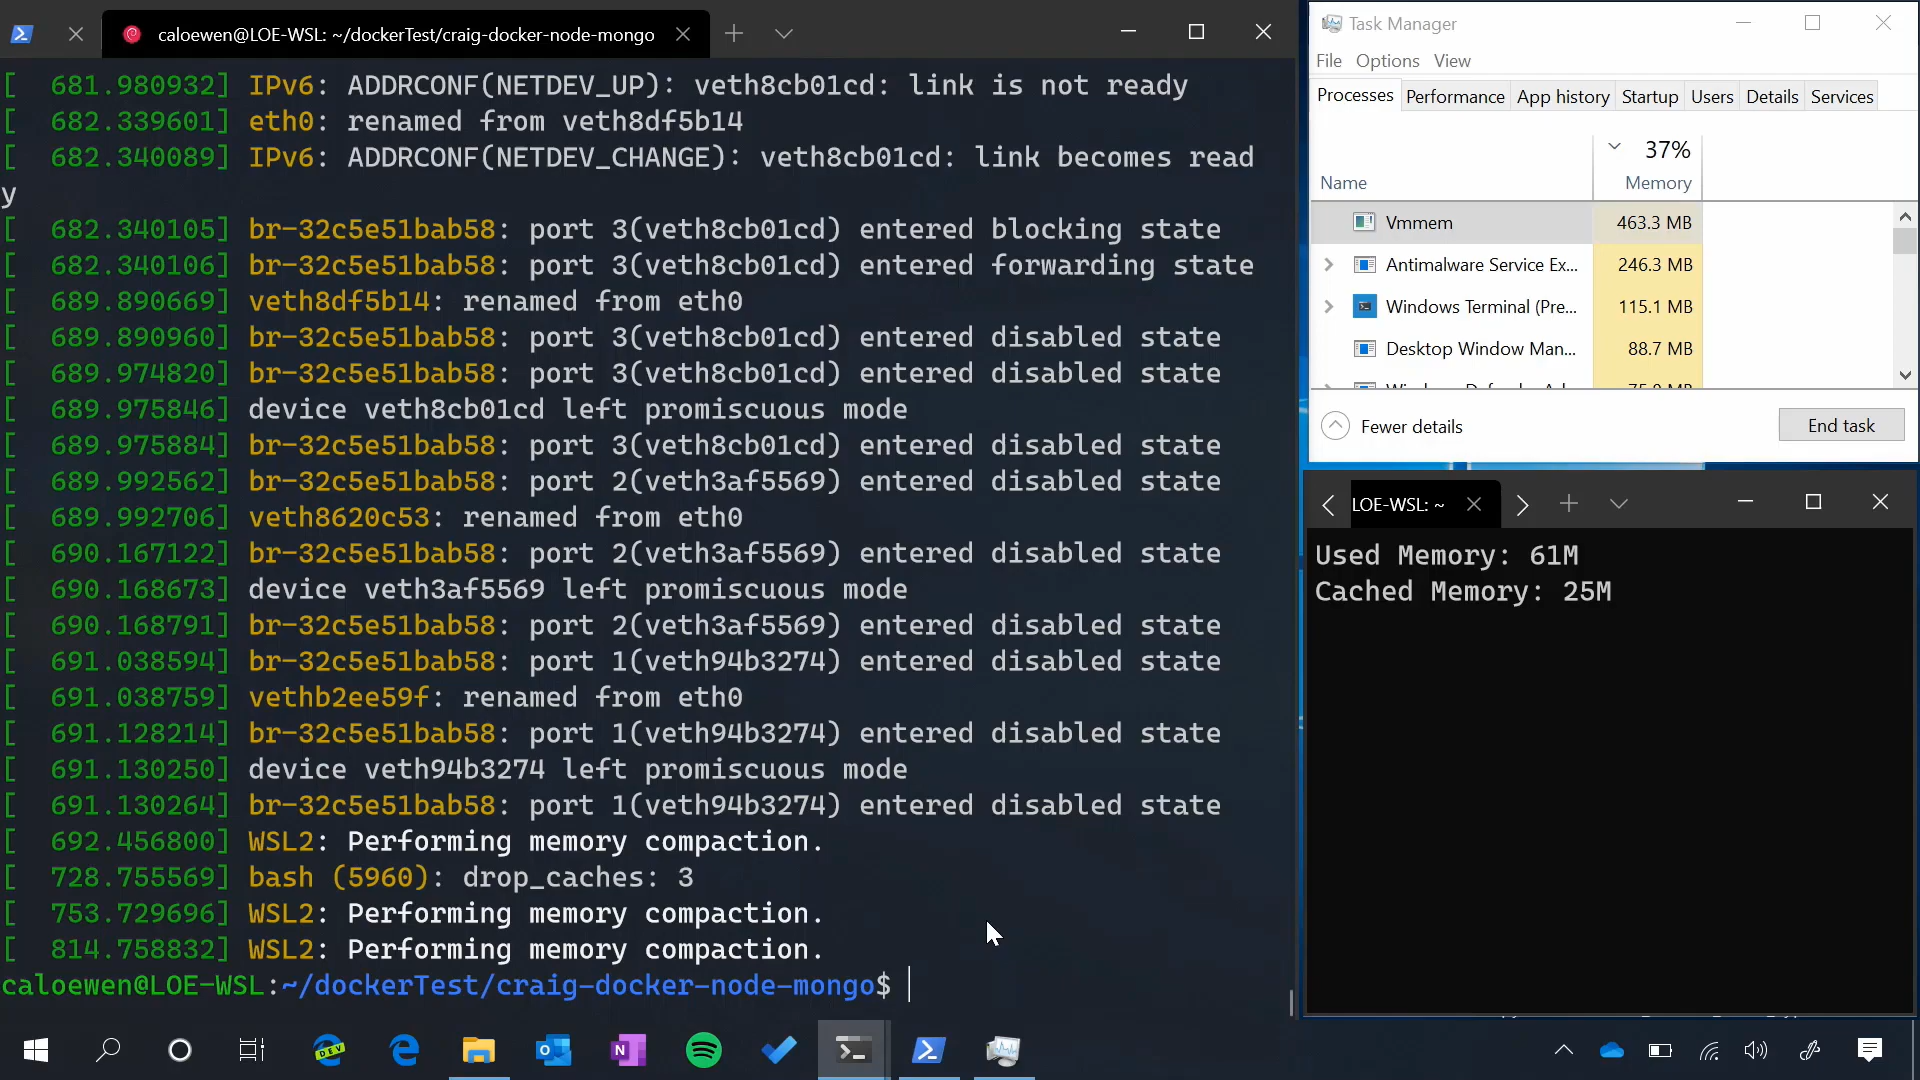 caloewen@LOE-WSL: ~/dockerTest/craig-docker-node-mongo
[  681.980932] IPv6: ADDRCONF(NETDEV_UP): veth8cb01cd: link is not ready
[  682.339601] eth0: renamed from veth8df5b14
[  682.340089] IPv6: ADDRCONF(NETDEV_CHANGE): veth8cb01cd: link becomes read
y
[  682.340105] br-32c5e51bab58: port 3(veth8cb01cd) entered blocking state
[  682.340106] br-32c5e51bab58: port 3(veth8cb01cd) entered forwarding state
[  689.890669] veth8df5b14: renamed from eth0
[  689.890960] br-32c5e51bab58: port 3(veth8cb01cd) entered disabled state
[  689.974820] br-32c5e51bab58: port 3(veth8cb01cd) entered disabled state
[  689.975846] device veth8cb01cd left promiscuous mode
[  689.975884] br-32c5e51bab58: port 3(veth8cb01cd) entered disabled state
[  689.992562] br-32c5e51bab58: port 2(veth3af5569) entered disabled state
[  689.992706] veth8620c53: renamed from eth0
[  690.167122] br-32c5e51bab58: port 2(veth3af5569) entered disabled state
[  690.168673] device veth3af5569 left promiscuous mode
[  690.168791] br-32c5e51bab58: port 2(veth3af5569) entered disabled state
[  691.038594] br-32c5e51bab58: port 1(veth94b3274) entered disabled state
[  691.038759] vethb2ee59f: renamed from eth0
[  691.128214] br-32c5e51bab58: port 1(veth94b3274) entered disabled state
[  691.130250] device veth94b3274 left promiscuous mode
[  691.130264] br-32c5e51bab58: port 1(veth94b3274) entered disabled state
[  692.456800] WSL2: Performing memory compaction.
[  728.755569] bash (5960): drop_caches: 3
[  753.729696] WSL2: Performing memory compaction.
[  814.758832] WSL2: Performing memory compaction.
caloewen@LOE-WSL:~/dockerTest/craig-docker-node-mongo$
Task Manager
File Options View
Processes Performance App history Startup Users Details Services
37%
Name Memory
Vmmem 463.3 MB
Antimalware Service Ex... 246.3 MB
Windows Terminal (Pre... 115.1 MB
Desktop Window Man... 88.7 MB
Fewer details End task
LOE-WSL: ~
Used Memory: 61M
Cached Memory: 25M
DEV